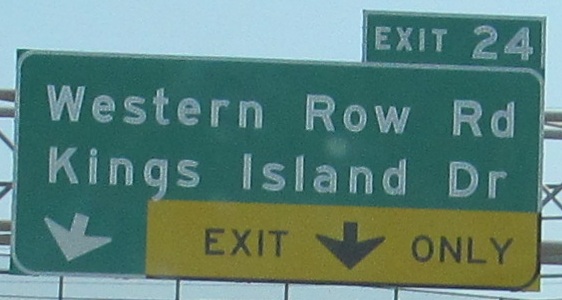 EXIT 24
Western Row Rd
Kings Island Dr
EXIT ONLY